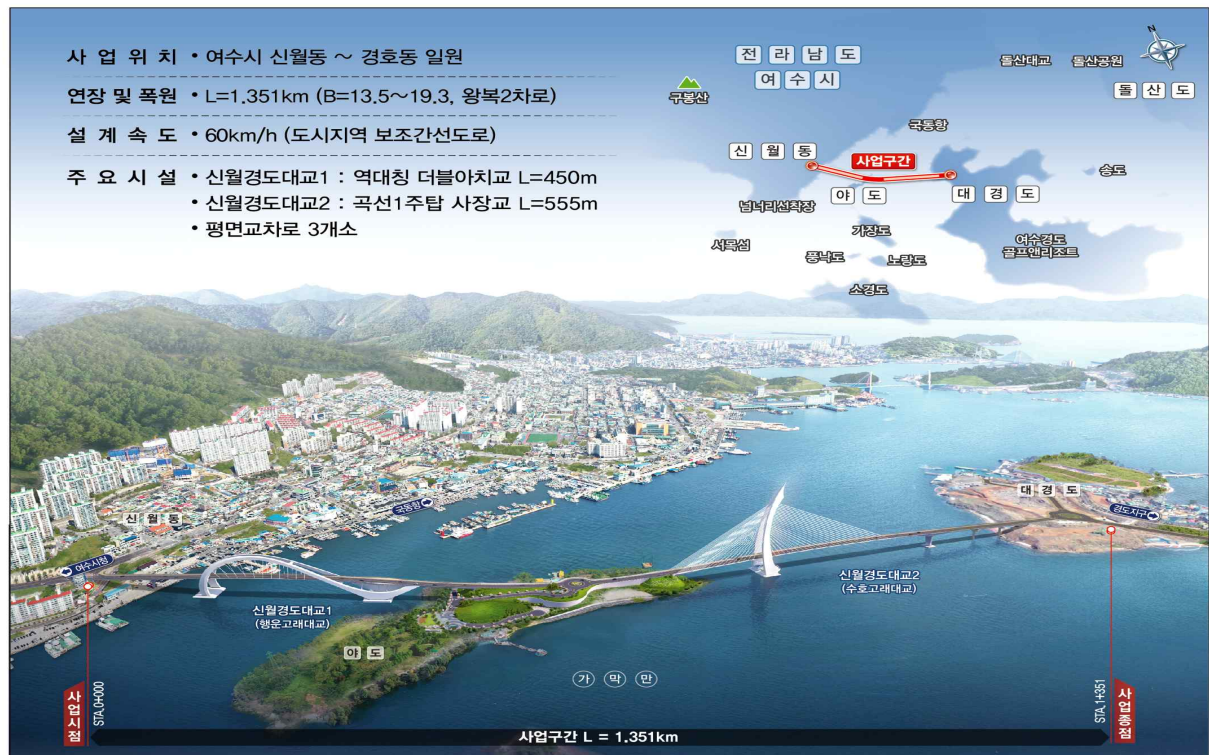 사 업 위 치 • 여수시 신월동 ~ 경호동 일원
연장 및 폭원 • L=1.351km (B=13.5~19.3, 왕복2차로)
설 계 속 도 • 60km/h (도시지역 보조간선도로)
주 요 시 설 • 신월경도대교1 : 역대칭 더블아치교 L=450m
• 신월경도대교2 : 곡선1주탑 사장교 L=555m
• 평면교차로 3개소
N
전 라 남 도
여 수 시
돌산대교
돌산공원
돌 산 도
구봉산
국동항
신 월 동
사업구간
송도
야 도
대 경 도
넘너리선착장
가장도
여수경도
골프앤리조트
서목섬
풍낙도
노랑도
소경도
신 월 동
국동항
여수시청
대 경 도
경도지구
신월경도대교1
(행운고래대교)
신월경도대교2
(수호고래대교)
야 도
가 막 만
사업시점
STA.0+000
STA.1+351
사업종점
사업구간 L = 1.351km